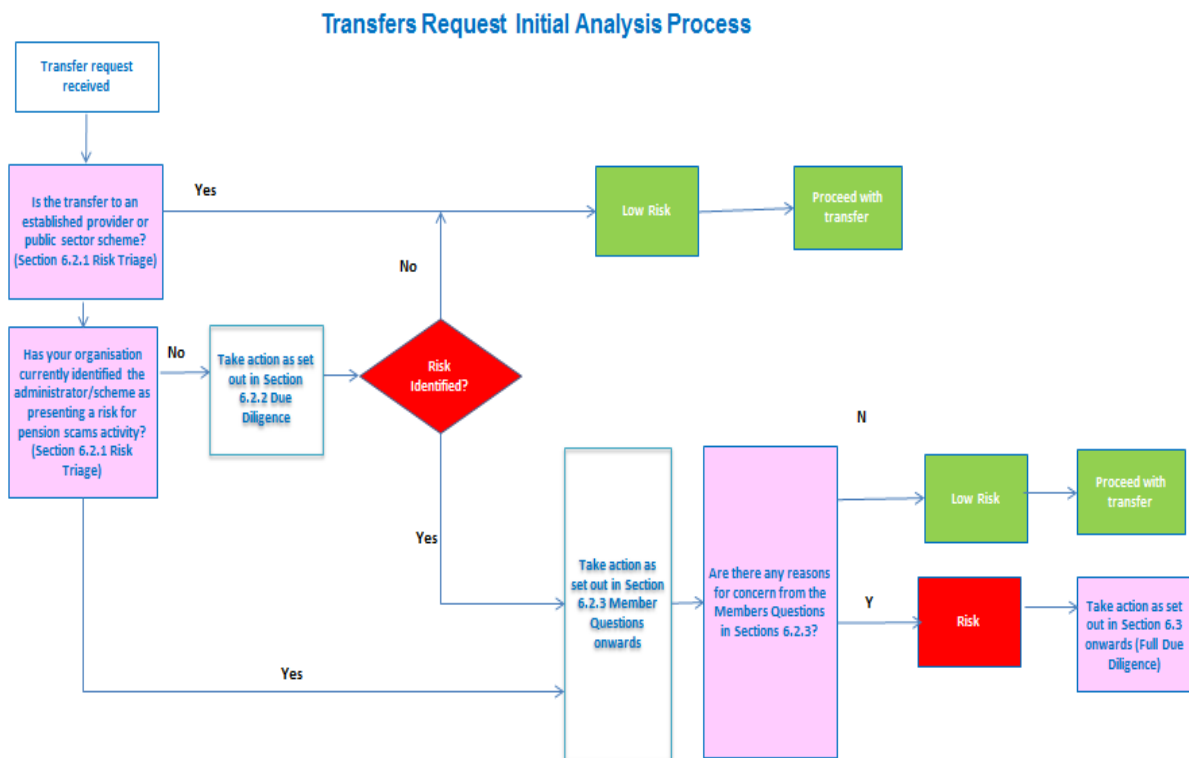 Transfers Request Initial Analysis Process
Transfer request
received
Is the transfer to an
established provider or
public sector scheme?
(Section 6.2.1 Risk Triage)
Yes
Low Risk
Proceed with
transfer
No
Has your organisation
currently identified the
administrator/scheme as
presenting a risk for
pension scams activity?
(Section 6.2.1 Risk
Triage)
No
Take action as set
out in Section
6.2.2 Due
Diligence
Risk
Identified?
Yes
Yes
Take action as
set out in Section
6.2.3 Member
Questions
onwards
Are there any reasons
for concern from the
Members Questions
in Sections 6.2.3?
N
Low Risk
Proceed with
transfer
Y
Risk
Take action as set
out in Section 6.3
onwards (Full Due
Diligence)